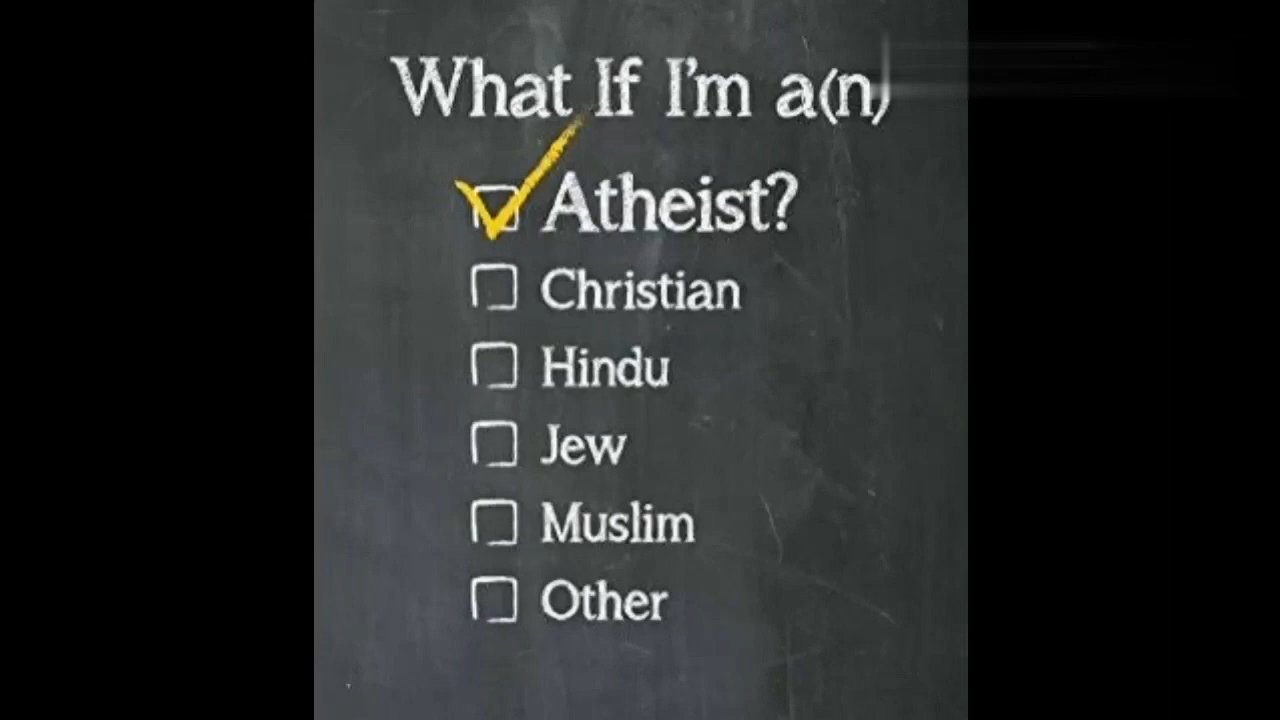 What If I'm a(n)
Atheist?
Christian
Hindu
Jew
Muslim
Other